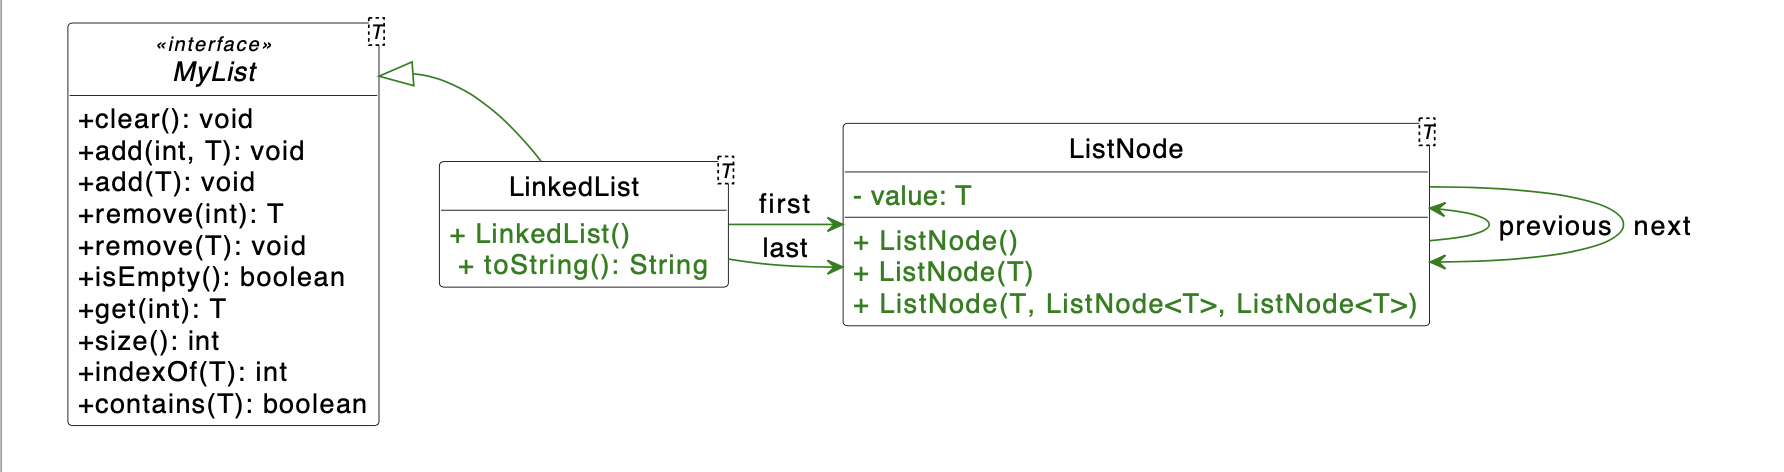 T
«interface»
MyList
+clear(): void
+add(int, T): void
+add(T): void
+remove(int): T
+remove(T): void
+isEmpty(): boolean
+get(int): T
+size(): int
+indexOf(T): int
+contains(T): boolean
T
LinkedList
+ LinkedList()
+ toString(): String
first
last
T
ListNode
- value: T
+ ListNode()
+ ListNode(T)
+ ListNode(T, ListNode<T>, ListNode<T>)
previous
next